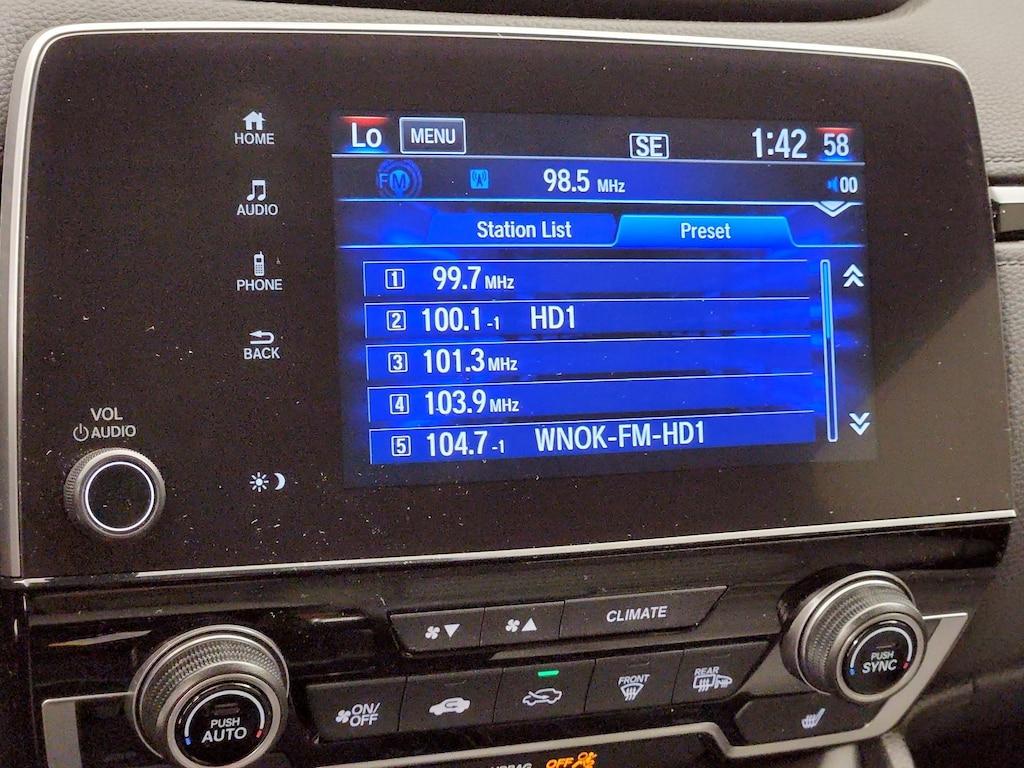 HOME
AUDIO
PHONE
BACK
VOL
AUDIO
Lo MENU SE 1:42 58
FM 98.5 MHz 00
Station List Preset
1 99.7 MHz
2 100.1 -1 HD1
3 101.3 MHz
4 103.9 MHz
5 104.7 -1 WNOK-FM-HD1
CLIMATE
PUSH
AUTO
ON/
OFF
FRONT
REAR
PUSH
SYNC
AIRBAG OFF